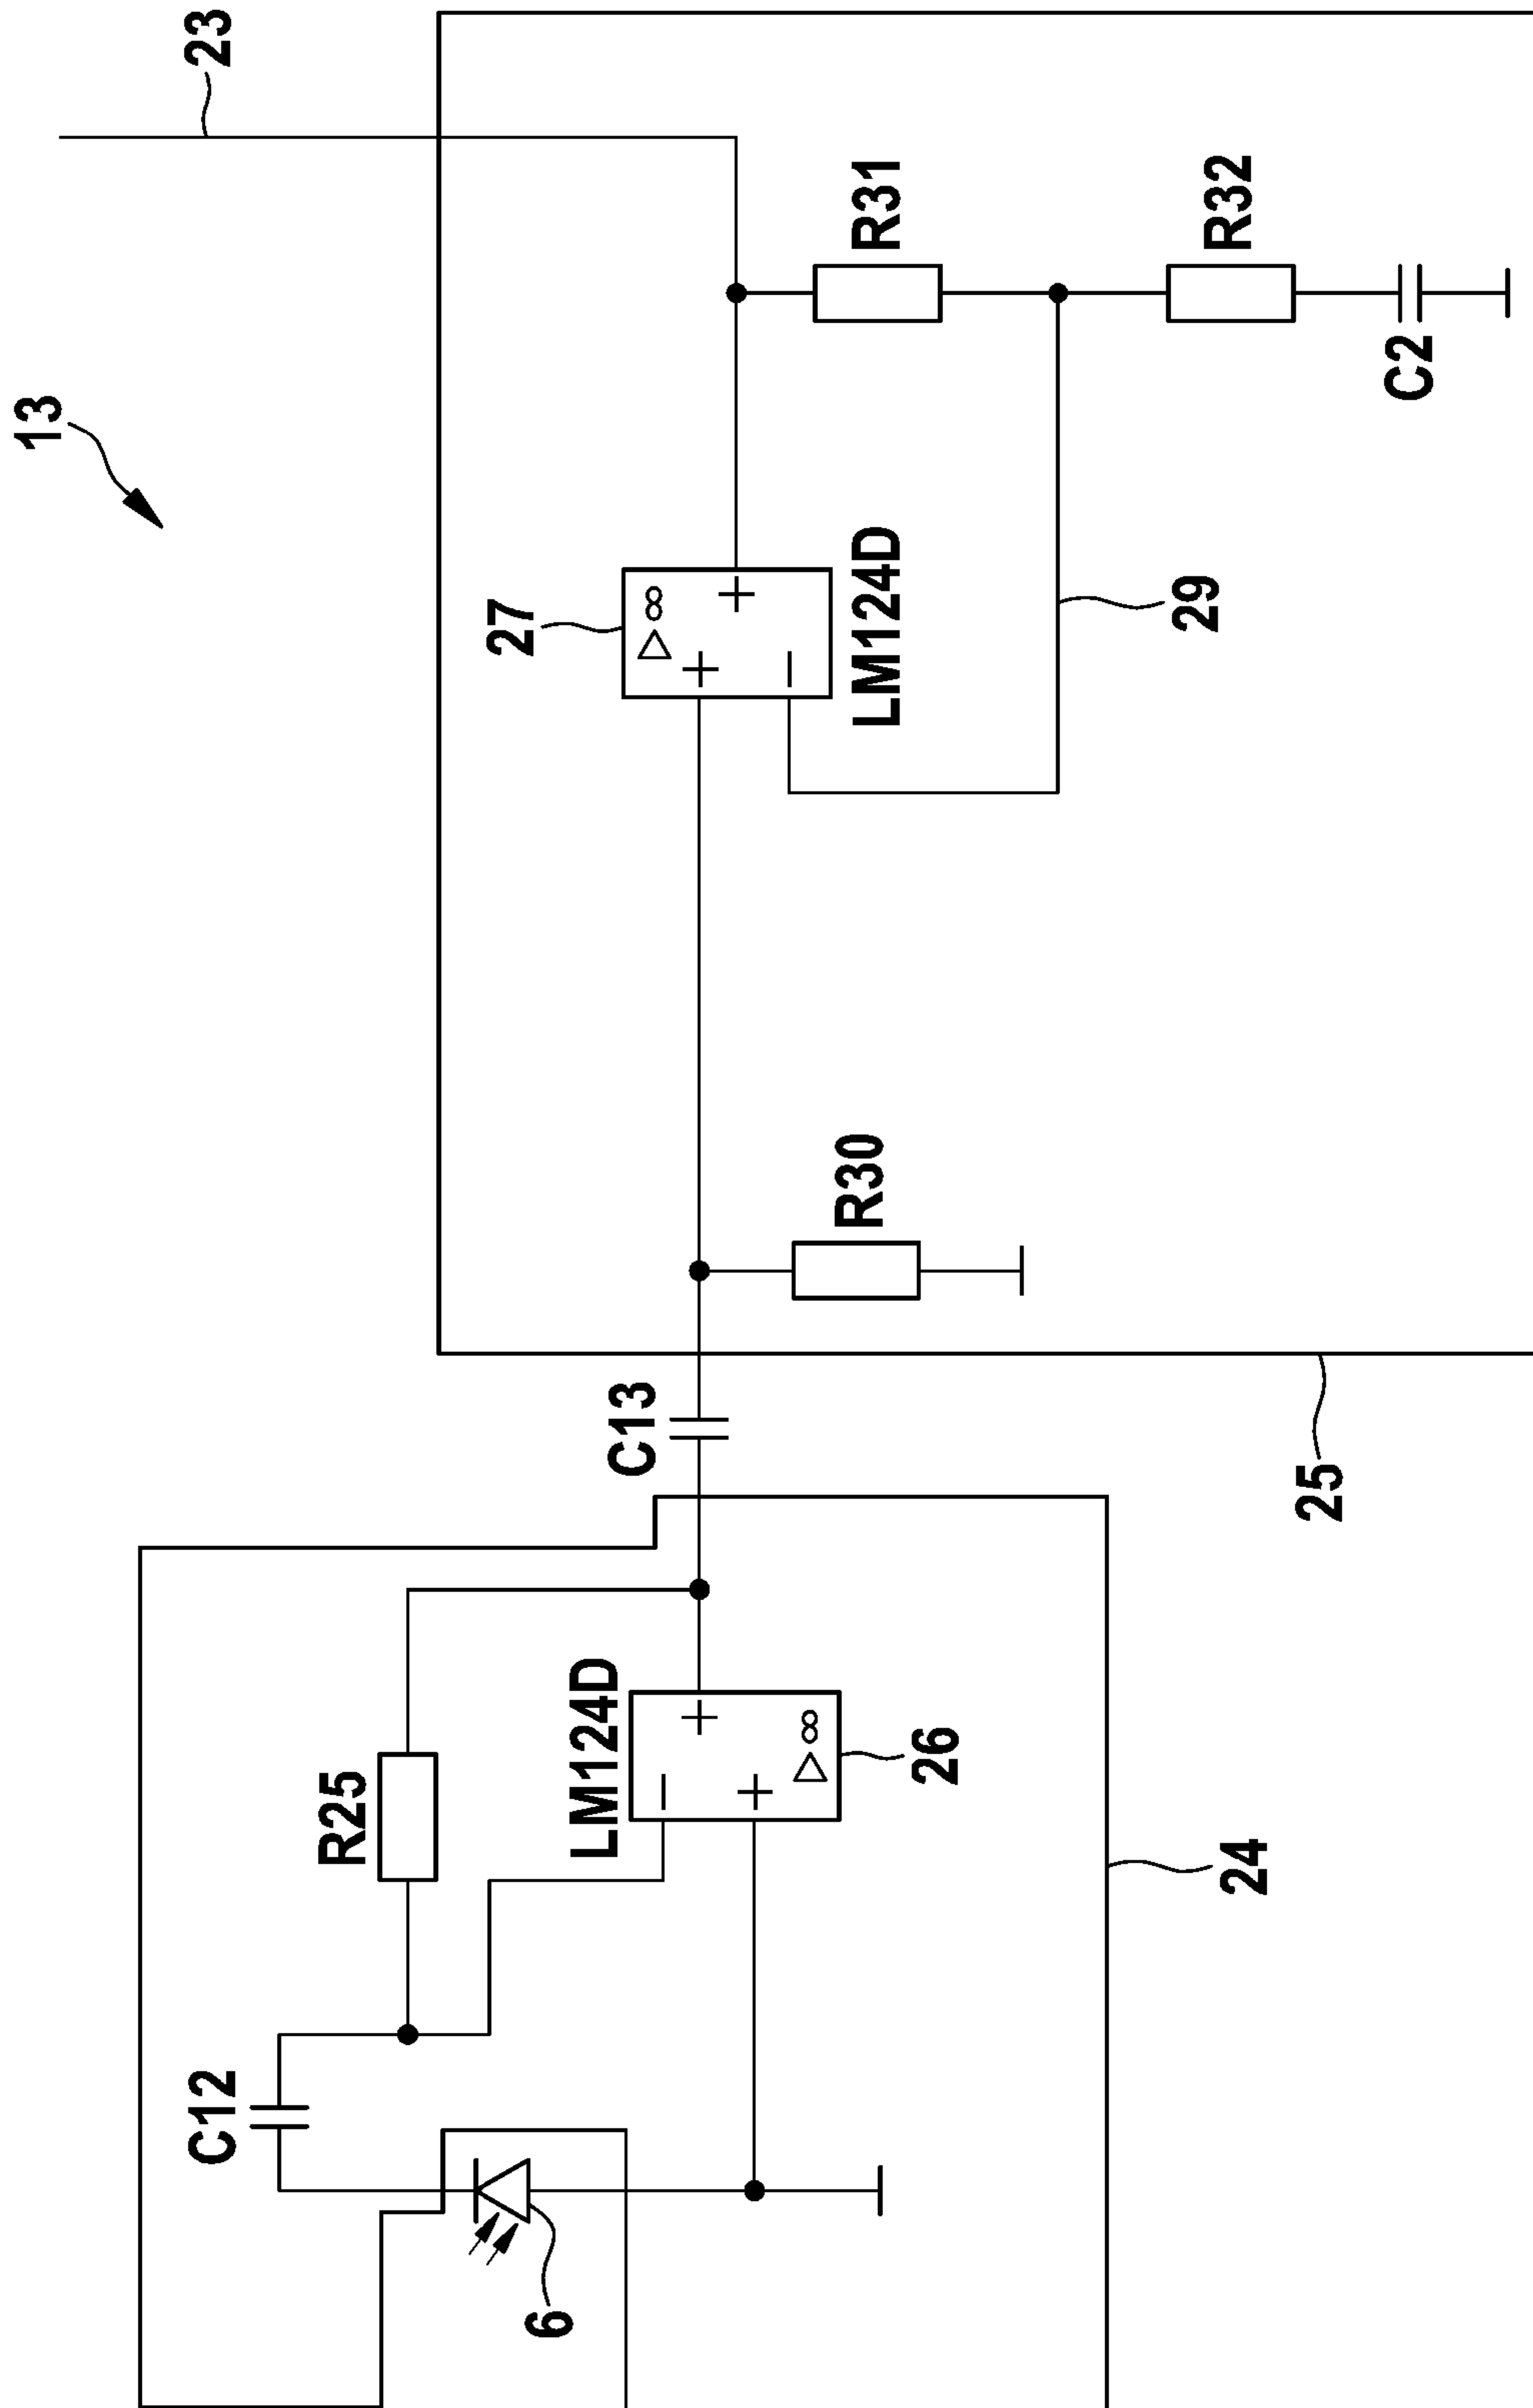 13
23
27
∞
+
+
−
LM124D
R31
R32
C2
29
R30
C13
25
R25
C12
LM124D
−
+
+
∞
26
24
6